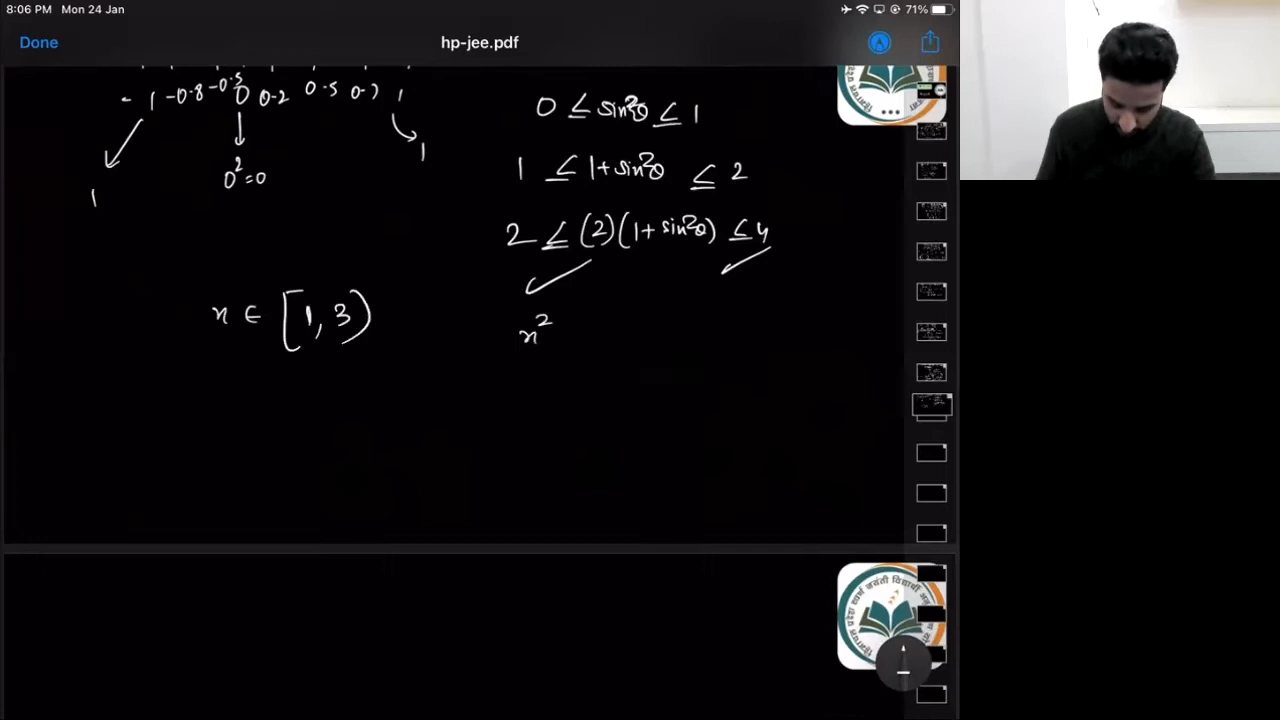 8:06 PM Mon 24 Jan
71%
Done
hp-jee.pdf
-1 -0.8 -0.5 0 0.2 0.5 0.7 1
1
0² = 0
1
0 ≤ sin²θ ≤ 1
1 ≤ 1 + sin²θ ≤ 2
2 ≤ (2)(1 + sin²θ) ≤ 4
x ∈ [1, 3)
x²